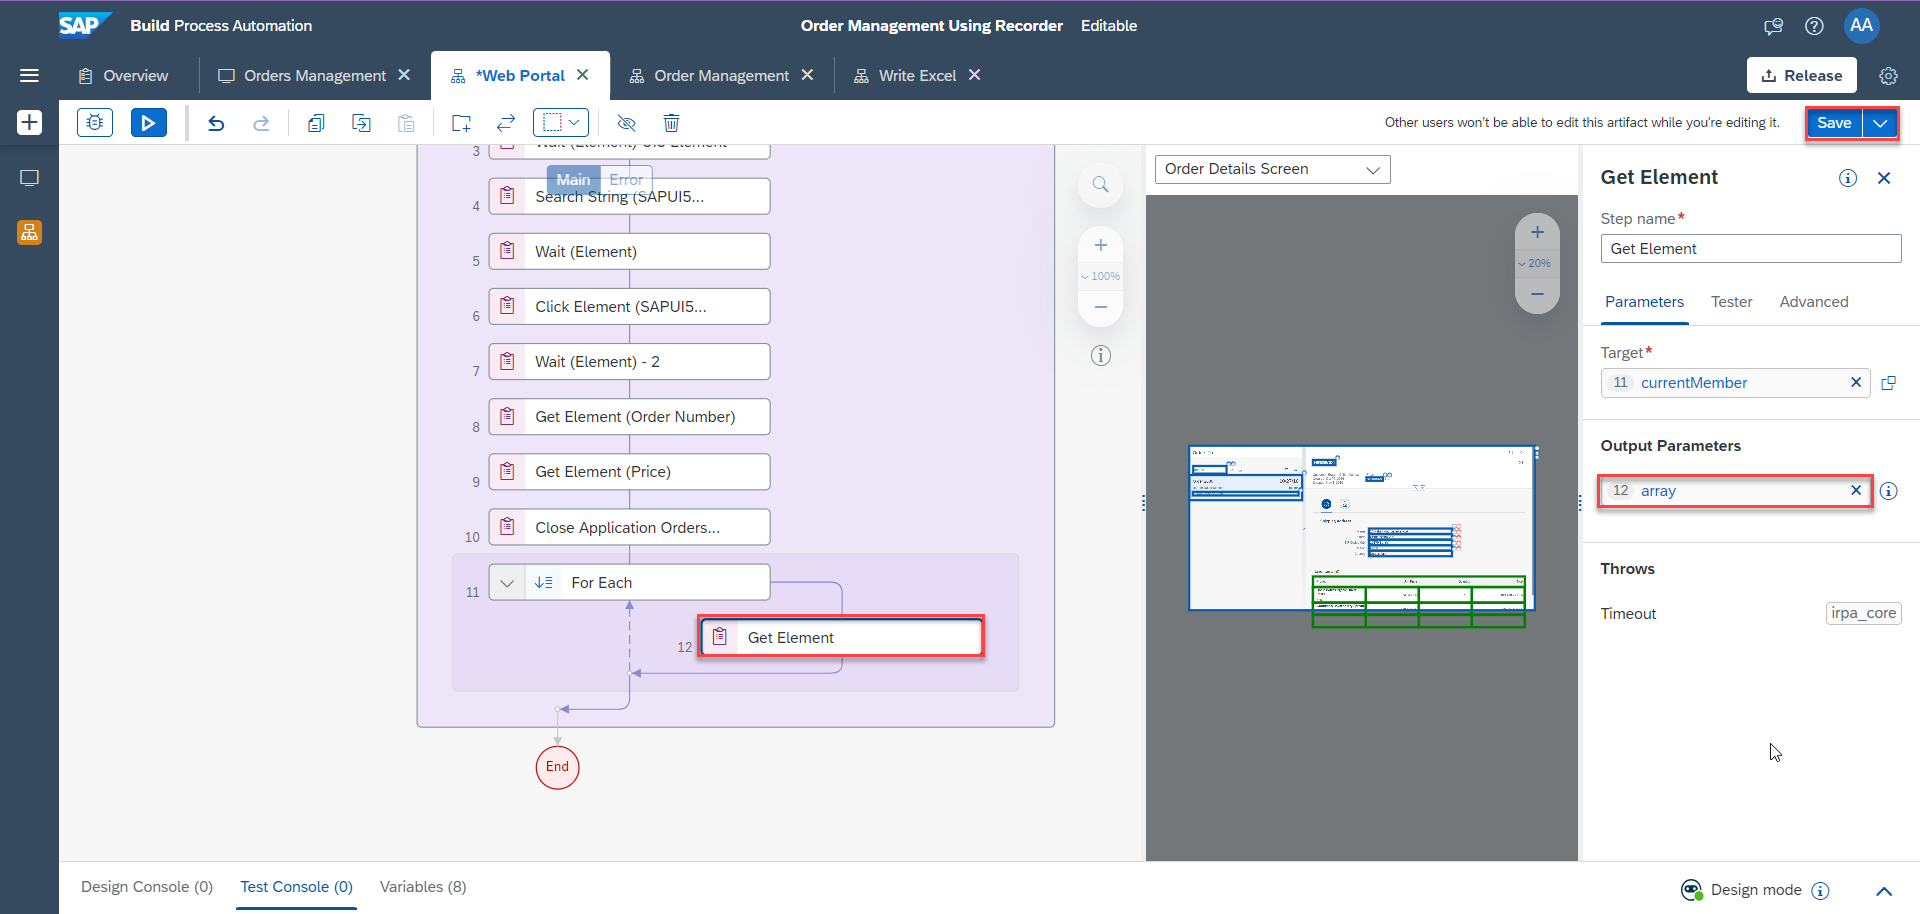 SAP Build Process Automation
Order Management Using Recorder Editable
AA
Overview
Orders Management
*Web Portal
Order Management
Write Excel
Release
Other users won't be able to edit this artifact while you're editing it.
Save
3
Main Error
4 Search String (SAPUI5...
5 Wait (Element)
6 Click Element (SAPUI5...
7 Wait (Element) - 2
8 Get Element (Order Number)
9 Get Element (Price)
10 Close Application Orders...
11 For Each
12 Get Element
End
100%
Order Details Screen
20%
Get Element
Step name*
Get Element
Parameters Tester Advanced
Target*
11 currentMember
Output Parameters
12 array
Throws
Timeout irpa_core
Design Console (0) Test Console (0) Variables (8)
Design mode